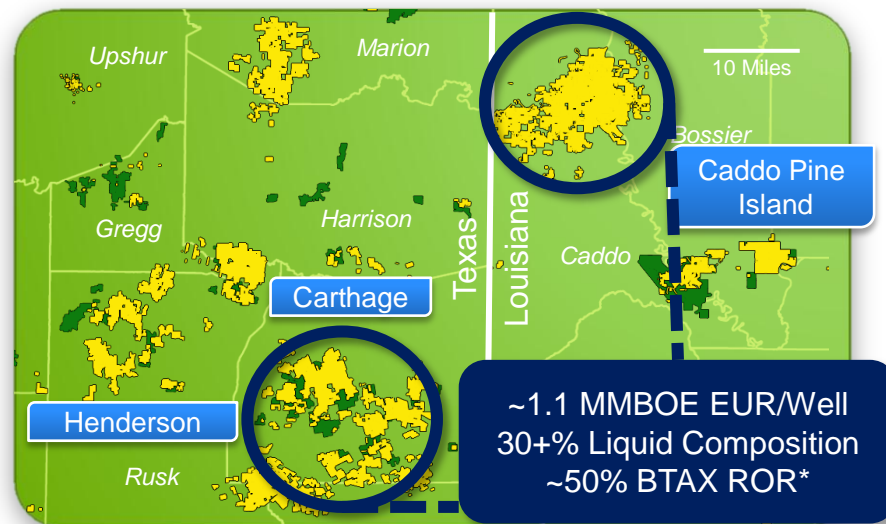 Upshur
Marion
10 Miles
Bossier
Caddo Pine
Island
Harrison
Gregg
Texas
Louisiana
Caddo
Carthage
Henderson
Rusk
~1.1 MMBOE EUR/Well
30+% Liquid Composition
~50% BTAX ROR*